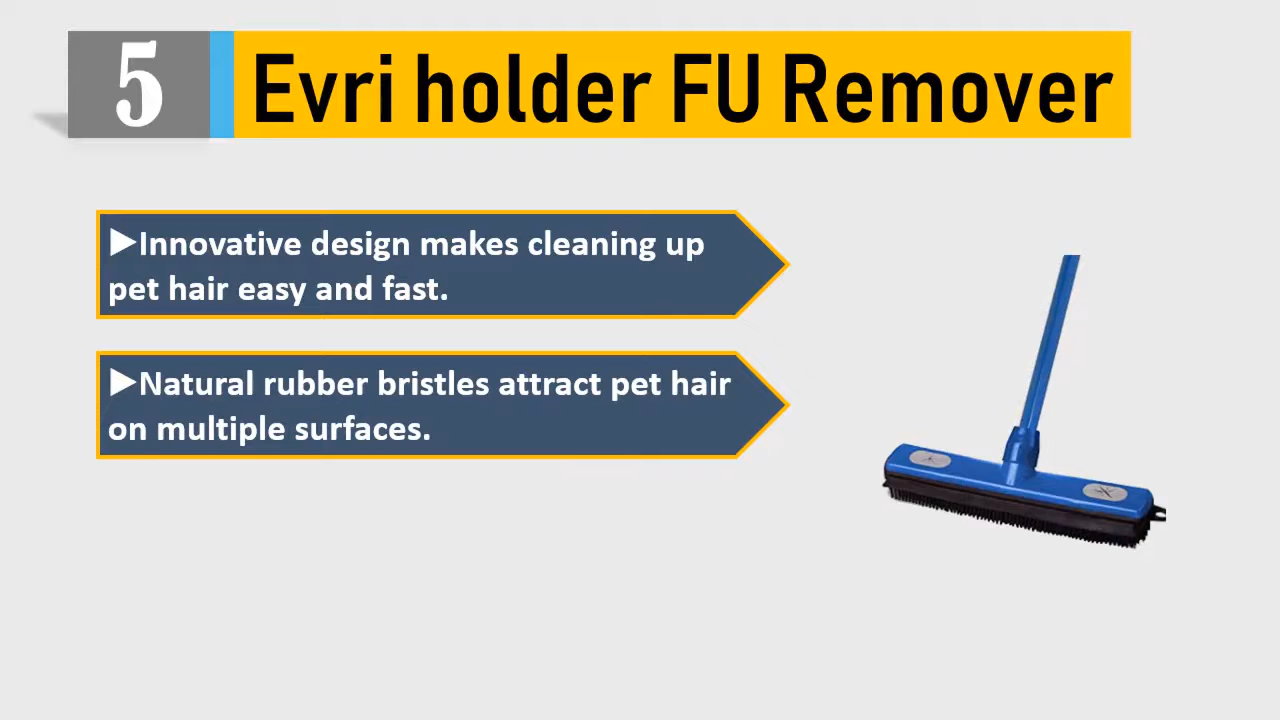 5
Evri holder FU Remover
▶Innovative design makes cleaning up
pet hair easy and fast.
▶Natural rubber bristles attract pet hair
on multiple surfaces.